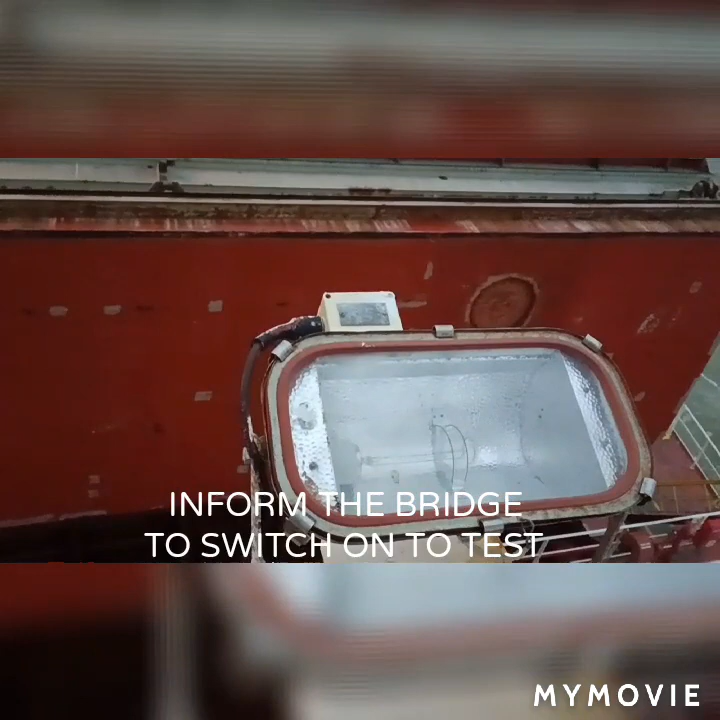 INFORM THE BRIDGE
TO SWITCH ON TO TEST
MYMOVIE